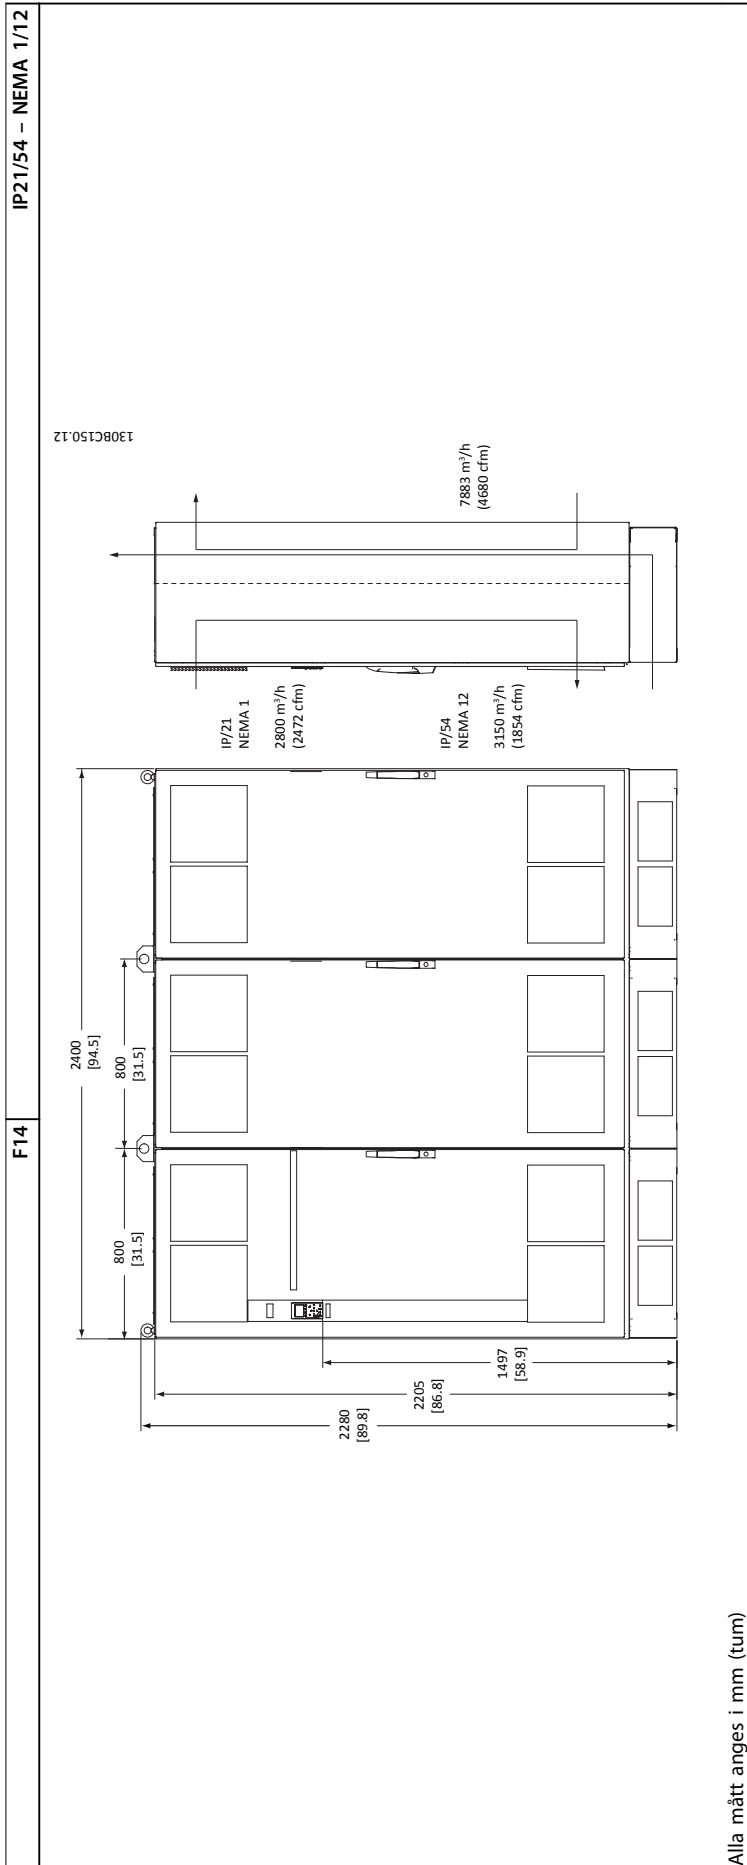 F14
IP21/54 – NEMA 1/12
130BC150.12
2400
[94.5]
800
[31.5]
800
[31.5]
2280
[89.8]
2205
[86.8]
1497
[58.9]
IP/21
NEMA 1
2800 m³/h
(2472 cfm)
IP/54
NEMA 12
3150 m³/h
(1854 cfm)
7883 m³/h
(4680 cfm)
Alla mått anges i mm (tum)